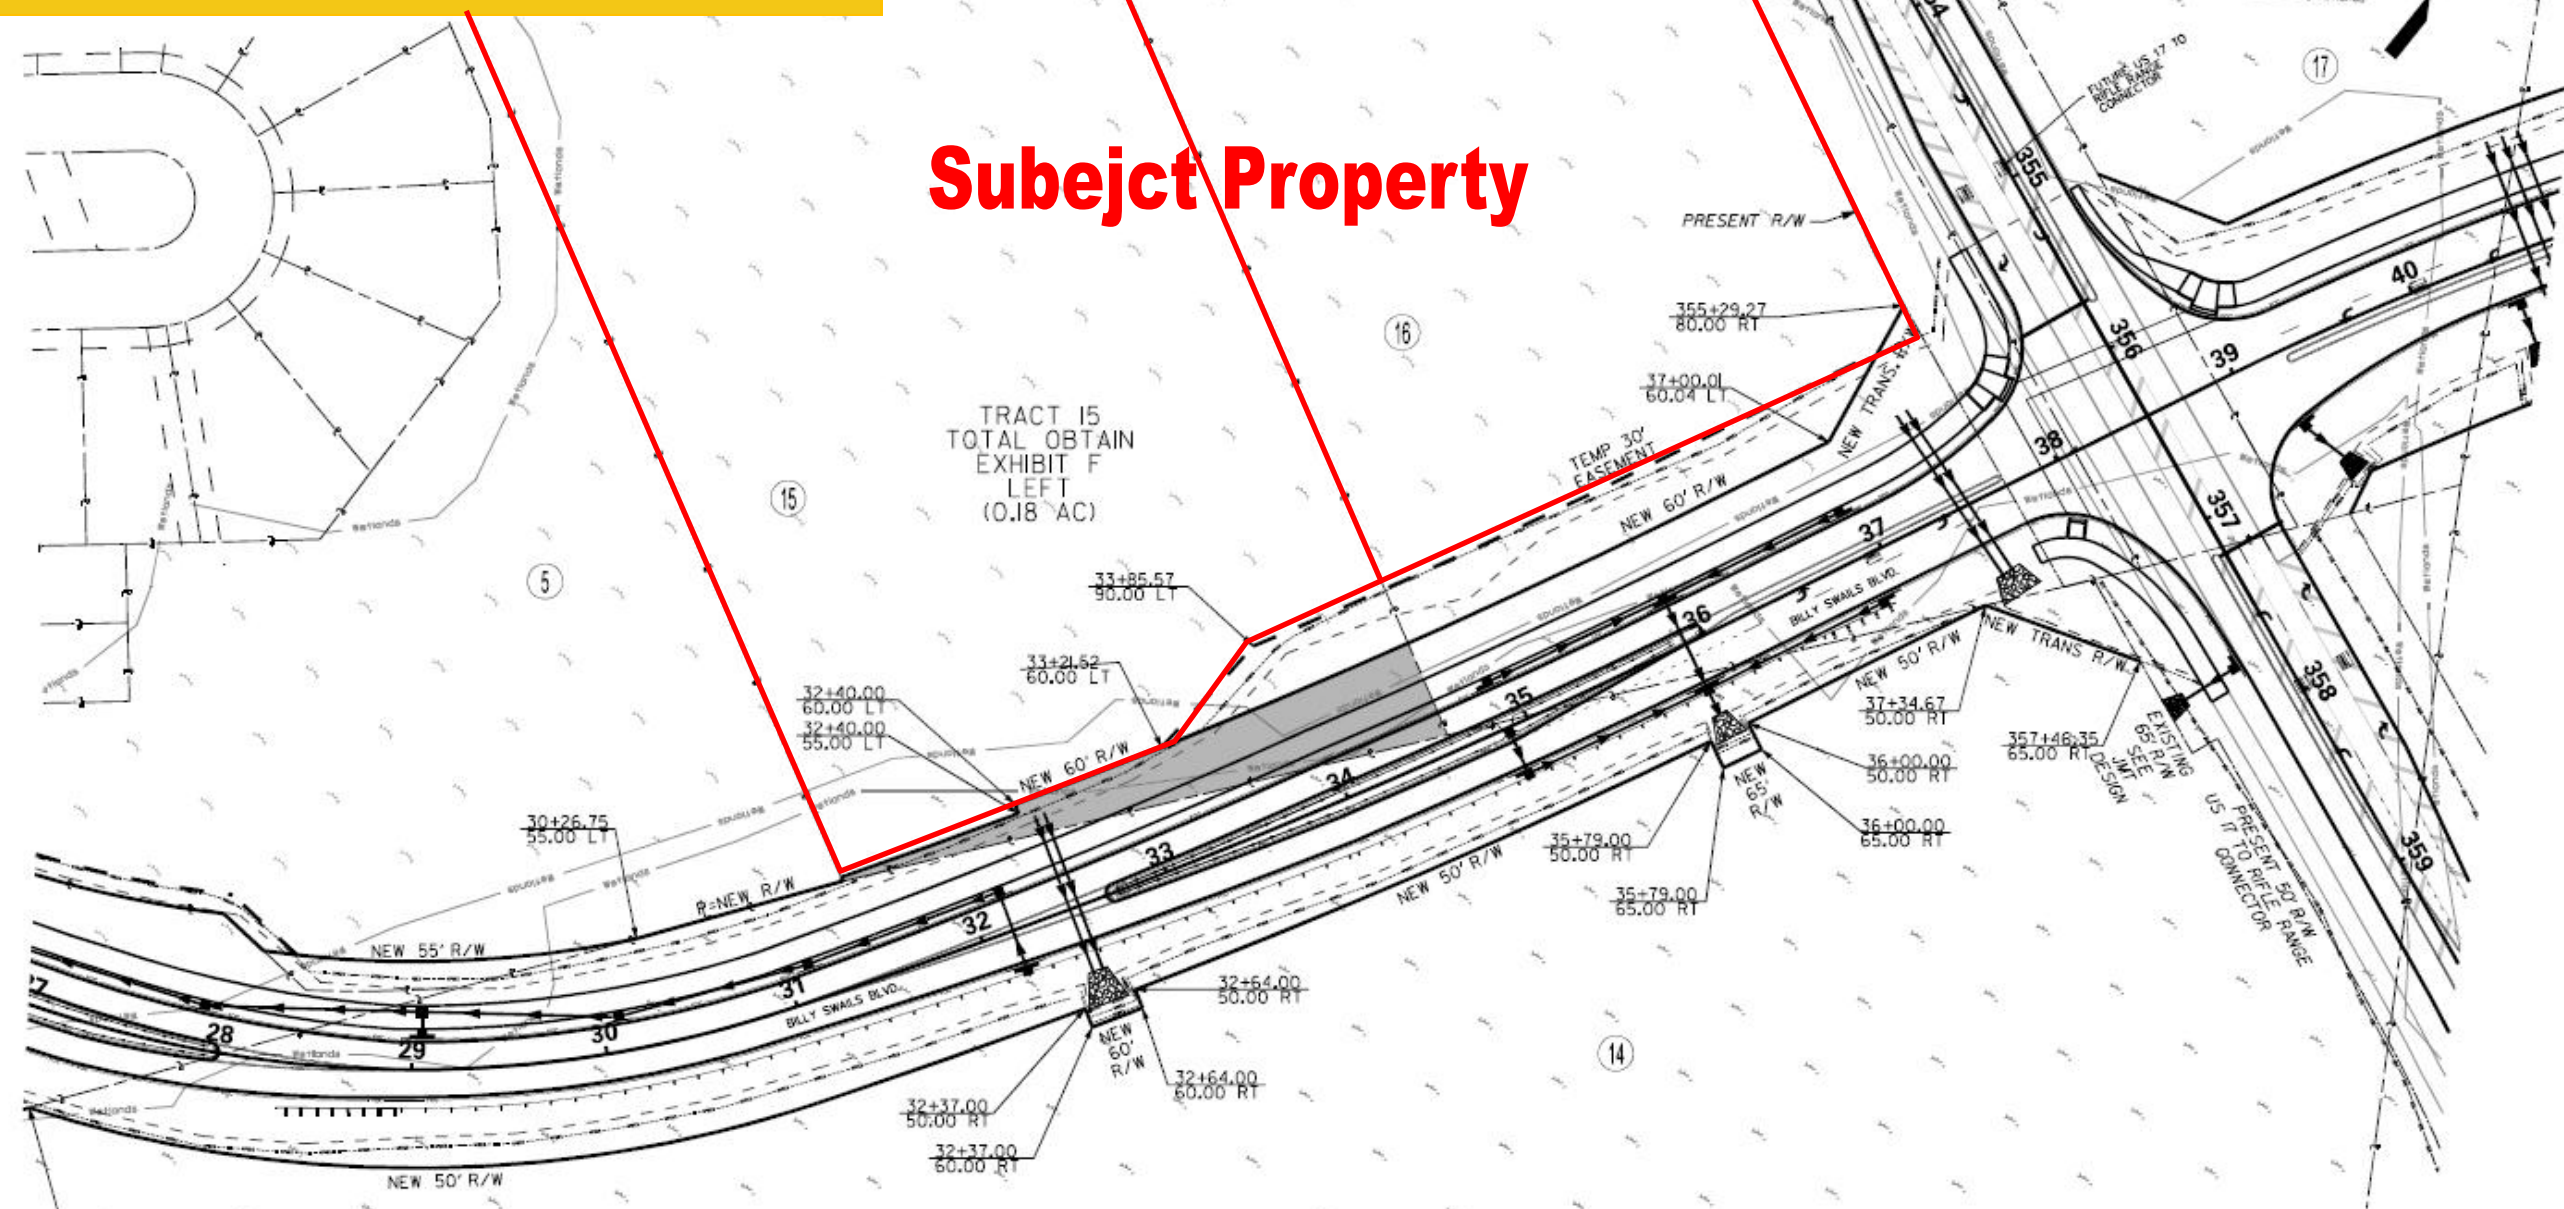 Subejct Property
FUTURE US 17 TO
RIFLE RANGE
CONNECTOR
17
354
355
356
357
358
359
PRESENT R/W
355+29.27
80.00 RT
37+00.01
60.04 LT
16
TRACT 15
TOTAL OBTAIN
EXHIBIT F
LEFT
(0.18 AC)
15
5
TEMP 30'
EASEMENT
NEW 60' R/W
NEW TRANS. R/W
33+85.57
90.00 LT
33+21.52
60.00 LT
32+40.00
60.00 LT
32+40.00
55.00 LT
NEW 60' R/W
30+26.75
55.00 LT
NEW R/W
NEW 55' R/W
27
28
29
30
31
32
33
34
35
36
37
38
39
40
BILLY SWAILS BLVD.
BILLY SWAILS BLVD.
NEW 50' R/W
NEW 50' R/W
NEW 50' R/W
NEW TRANS R/W
37+34.67
50.00 RT
357+48.35
65.00 RT
36+00.00
50.00 RT
36+00.00
65.00 RT
35+79.00
50.00 RT
35+79.00
65.00 RT
NEW
65'
R/W
EXISTING
65' R/W
SEE
JMT
DESIGN
PRESENT 50' R/W
US 17 TO RIFLE RANGE
CONNECTOR
32+64.00
50.00 RT
32+64.00
60.00 RT
32+37.00
50.00 RT
32+37.00
60.00 RT
NEW
60'
R/W
14
Wetlands
Wetlands
Wetlands
Wetlands
Wetlands
Wetlands